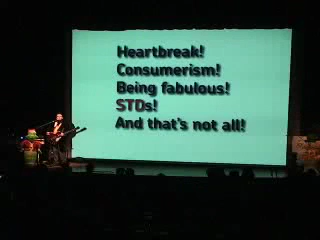 Heartbreak!
Consumerism!
Being fabulous!
STDs!
And that's not all!